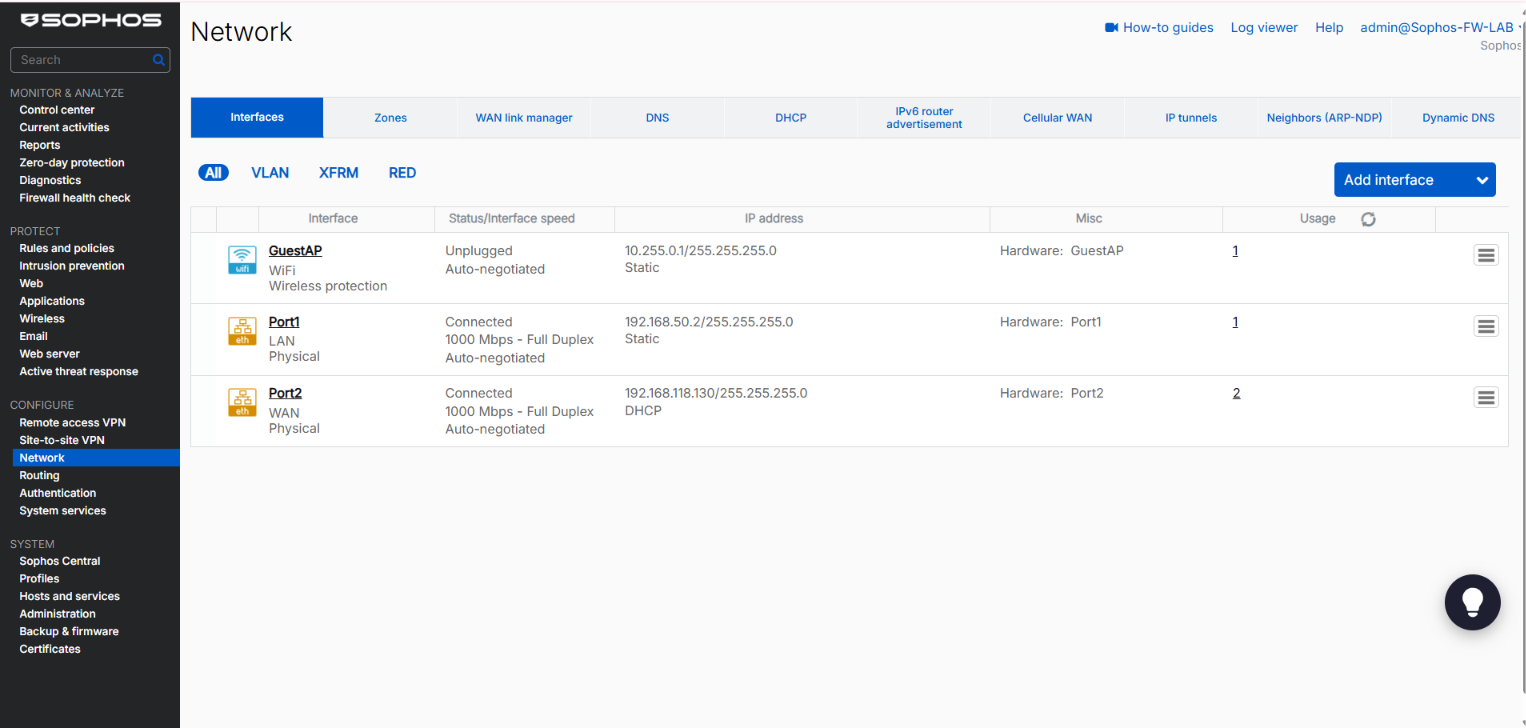 SOPHOS
Search
MONITOR & ANALYZE
Control center
Current activities
Reports
Zero-day protection
Diagnostics
Firewall health check
PROTECT
Rules and policies
Intrusion prevention
Web
Applications
Wireless
Email
Web server
Active threat response
CONFIGURE
Remote access VPN
Site-to-site VPN
Network
Routing
Authentication
System services
SYSTEM
Sophos Central
Profiles
Hosts and services
Administration
Backup & firmware
Certificates
Network
How-to guides Log viewer Help admin@Sophos-FW-LAB
Sophos
Interfaces Zones WAN link manager DNS DHCP IPv6 router advertisement Cellular WAN IP tunnels Neighbors (ARP-NDP) Dynamic DNS
All VLAN XFRM RED
Add interface
Interface Status/Interface speed IP address Misc Usage
wifi GuestAP Unplugged 10.255.0.1/255.255.255.0 Hardware: GuestAP 1
WiFi Auto-negotiated Static
Wireless protection
eth Port1 Connected 192.168.50.2/255.255.255.0 Hardware: Port1 1
LAN 1000 Mbps - Full Duplex Static
Physical Auto-negotiated
eth Port2 Connected 192.168.118.130/255.255.255.0 Hardware: Port2 2
WAN 1000 Mbps - Full Duplex DHCP
Physical Auto-negotiated